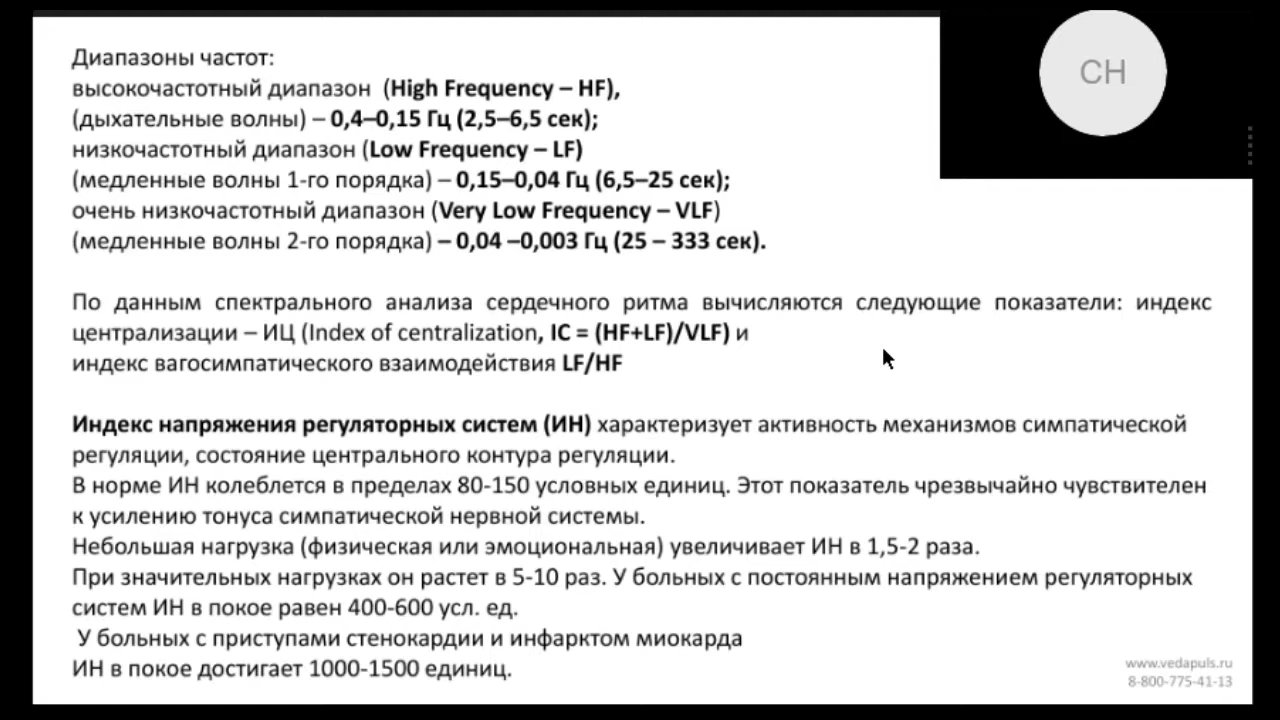 Диапазоны частот:
высокочастотный диапазон (High Frequency – HF),
(дыхательные волны) – 0,4–0,15 Гц (2,5–6,5 сек);
низкочастотный диапазон (Low Frequency – LF)
(медленные волны 1-го порядка) – 0,15–0,04 Гц (6,5–25 сек);
очень низкочастотный диапазон (Very Low Frequency – VLF)
(медленные волны 2-го порядка) – 0,04 –0,003 Гц (25 – 333 сек).
По данным спектрального анализа сердечного ритма вычисляются следующие показатели: индекс
централизации – ИЦ (Index of centralization, IC = (HF+LF)/VLF) и
индекс вагосимпатического взаимодействия LF/HF
Индекс напряжения регуляторных систем (ИН) характеризует активность механизмов симпатической
регуляции, состояние центрального контура регуляции.
В норме ИН колеблется в пределах 80-150 условных единиц. Этот показатель чрезвычайно чувствителен
к усилению тонуса симпатической нервной системы.
Небольшая нагрузка (физическая или эмоциональная) увеличивает ИН в 1,5-2 раза.
При значительных нагрузках он растет в 5-10 раз. У больных с постоянным напряжением регуляторных
систем ИН в покое равен 400-600 усл. ед.
У больных с приступами стенокардии и инфарктом миокарда
ИН в покое достигает 1000-1500 единиц.
www.vedapuls.ru
8-800-775-41-13
СН